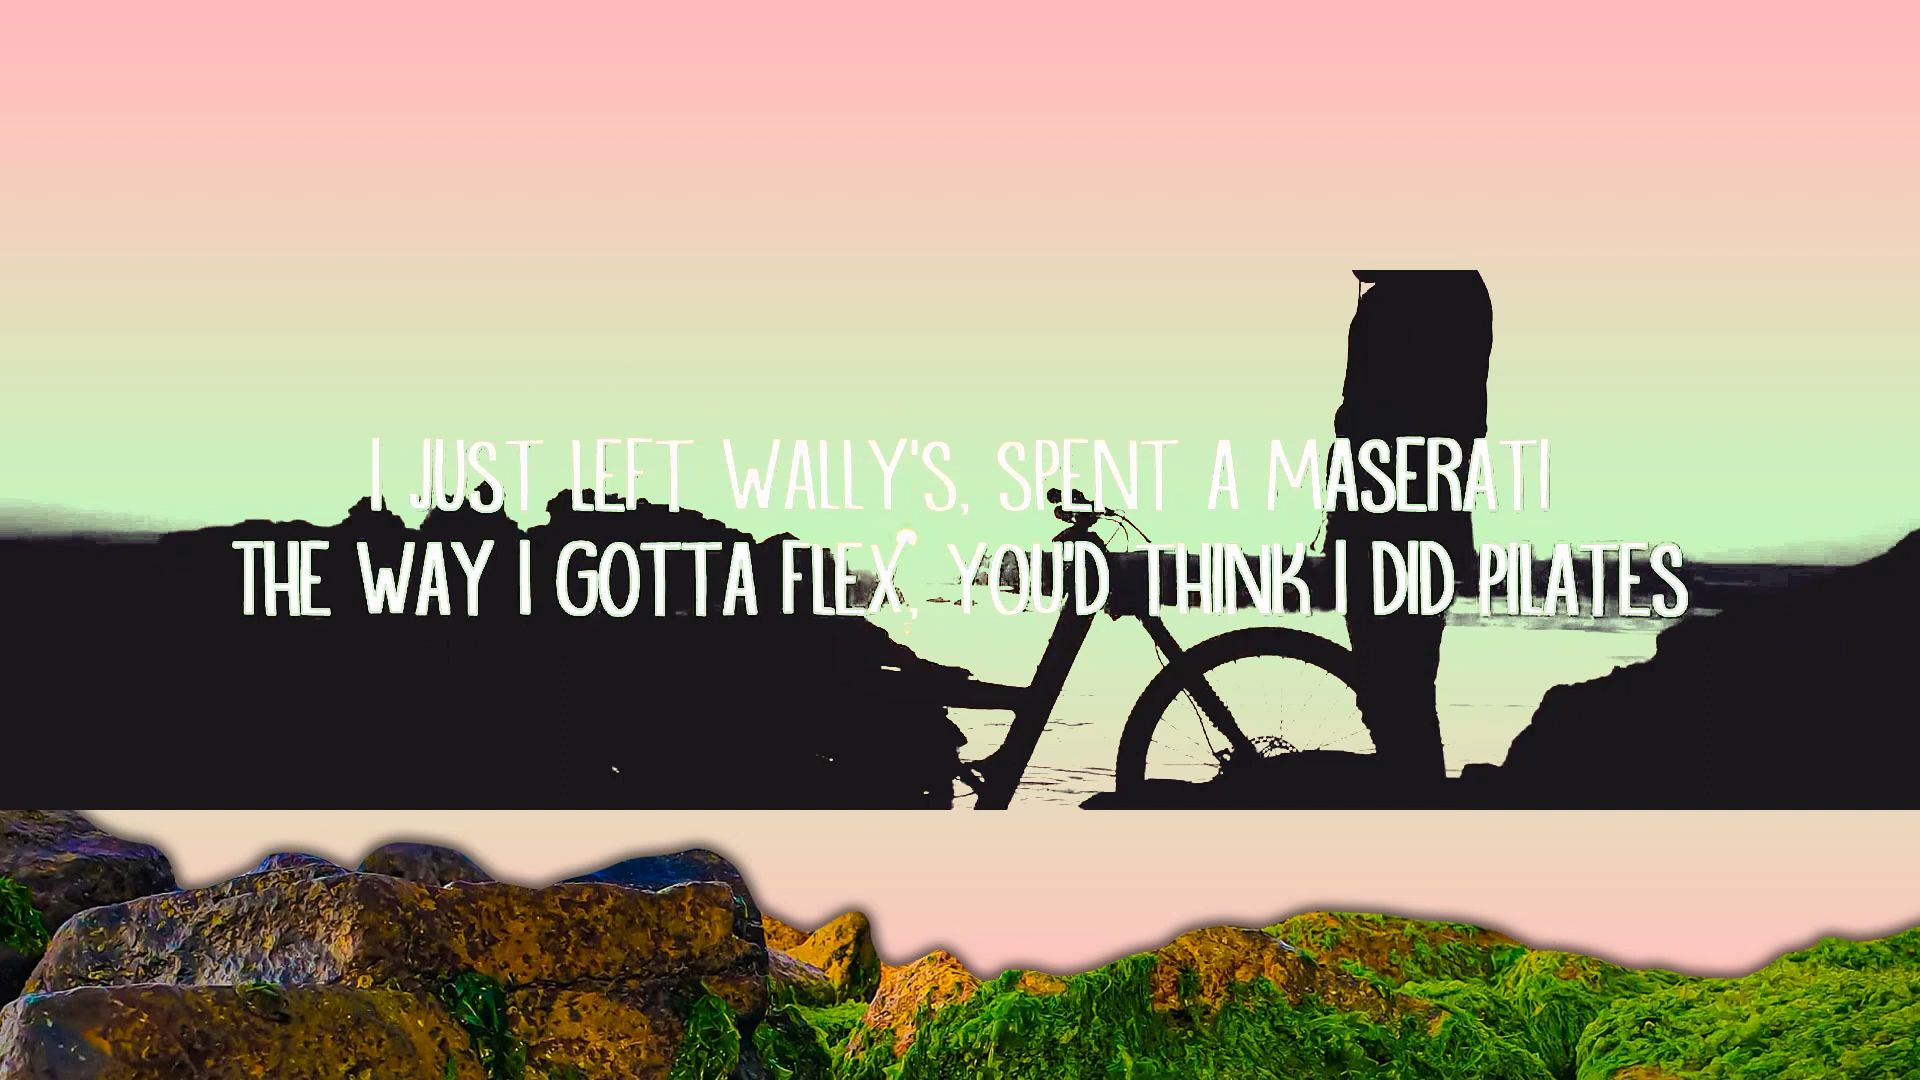 I JUST LEFT WALLY'S, SPENT A MASERATI
THE WAY I GOTTA FLEX, YOU'D THINK I DID PILATES